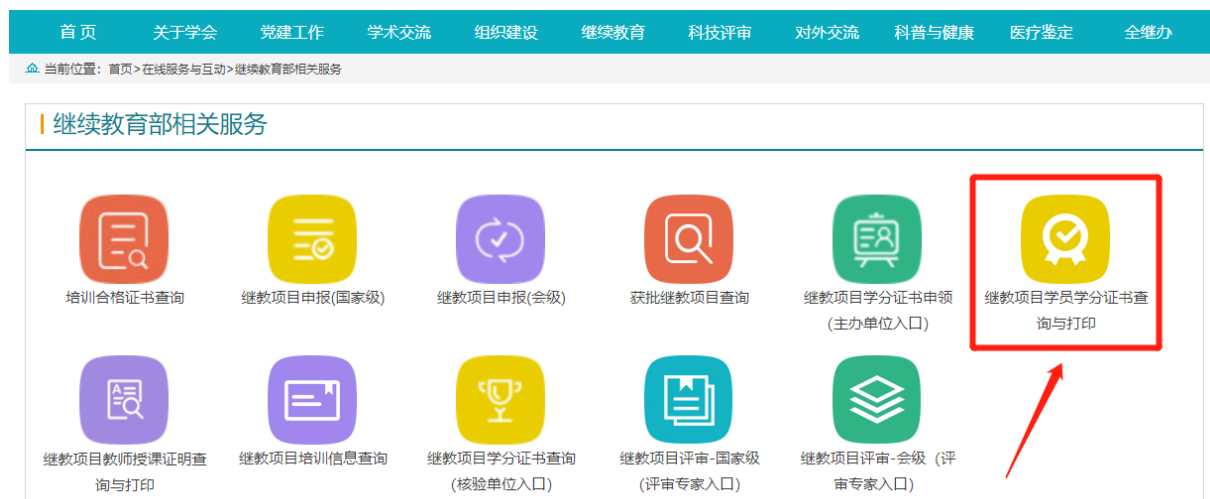 首页 关于学会 党建工作 学术交流 组织建设 继续教育 科技评审 对外交流 科普与健康 医疗鉴定 全继办
当前位置：首页>在线服务与互动>继续教育部相关服务
继续教育部相关服务
培训合格证书查询
继教项目申报(国家级)
继教项目申报(会级)
获批继教项目查询
继教项目学分证书申领
(主办单位入口)
继教项目学员学分证书查
询与打印
继教项目教师授课证明查
询与打印
继教项目培训信息查询
继教项目学分证书查询
(核验单位入口)
继教项目评审-国家级
(评审专家入口)
继教项目评审-会级（评
审专家入口）